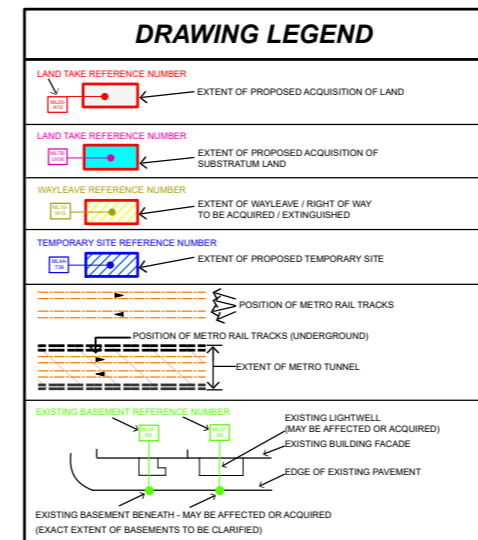 DRAWING LEGEND
LAND TAKE REFERENCE NUMBER
EXTENT OF PROPOSED ACQUISITION OF LAND
LAND TAKE REFERENCE NUMBER
EXTENT OF PROPOSED ACQUISITION OF
SUBSTRATUM LAND
WAYLEAVE REFERENCE NUMBER
EXTENT OF WAYLEAVE / RIGHT OF WAY
TO BE ACQUIRED / EXTINGUISHED
TEMPORARY SITE REFERENCE NUMBER
EXTENT OF PROPOSED TEMPORARY SITE
POSITION OF METRO RAIL TRACKS
POSITION OF METRO RAIL TRACKS (UNDERGROUND)
EXTENT OF METRO TUNNEL
EXISTING BASEMENT REFERENCE NUMBER
EXISTING LIGHTWELL
(MAY BE AFFECTED OR ACQUIRED)
EXISTING BUILDING FACADE
EDGE OF EXISTING PAVEMENT
EXISTING BASEMENT BENEATH - MAY BE AFFECTED OR ACQUIRED
(EXACT EXTENT OF BASEMENTS TO BE CLARIFIED)